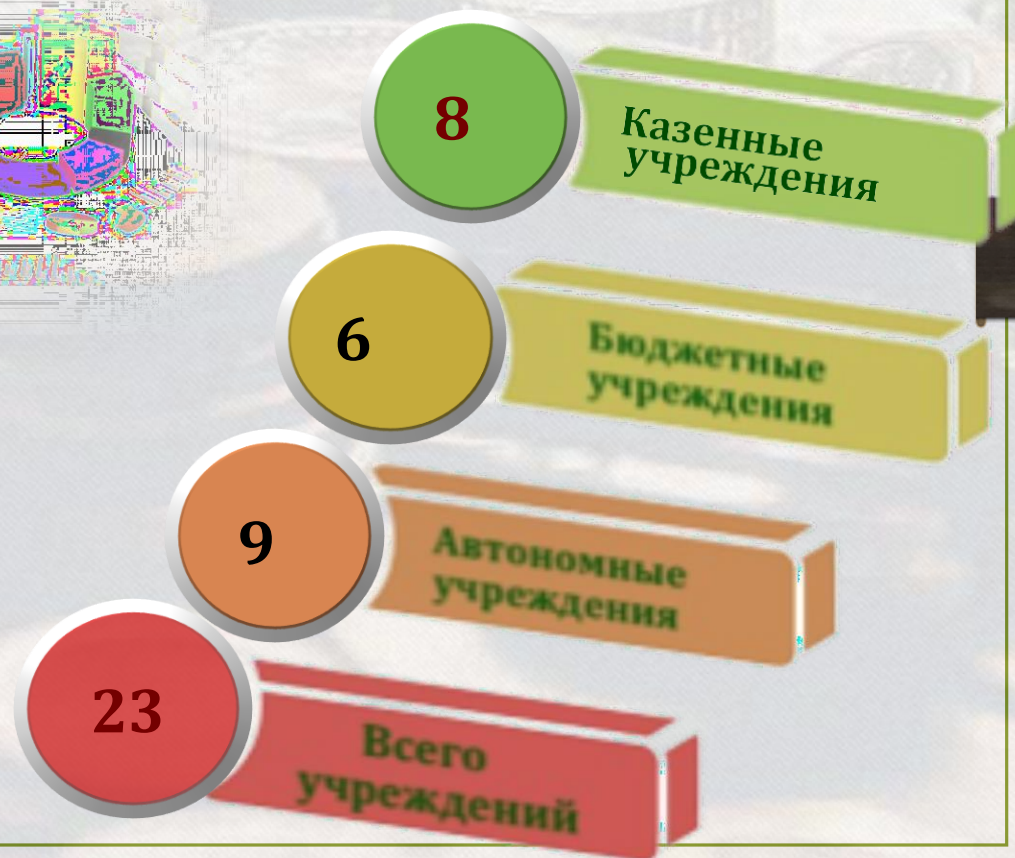 8
Казенные
учреждения
6
Бюджетные
учреждения
9
Автономные
учреждения
23
Всего
учреждений